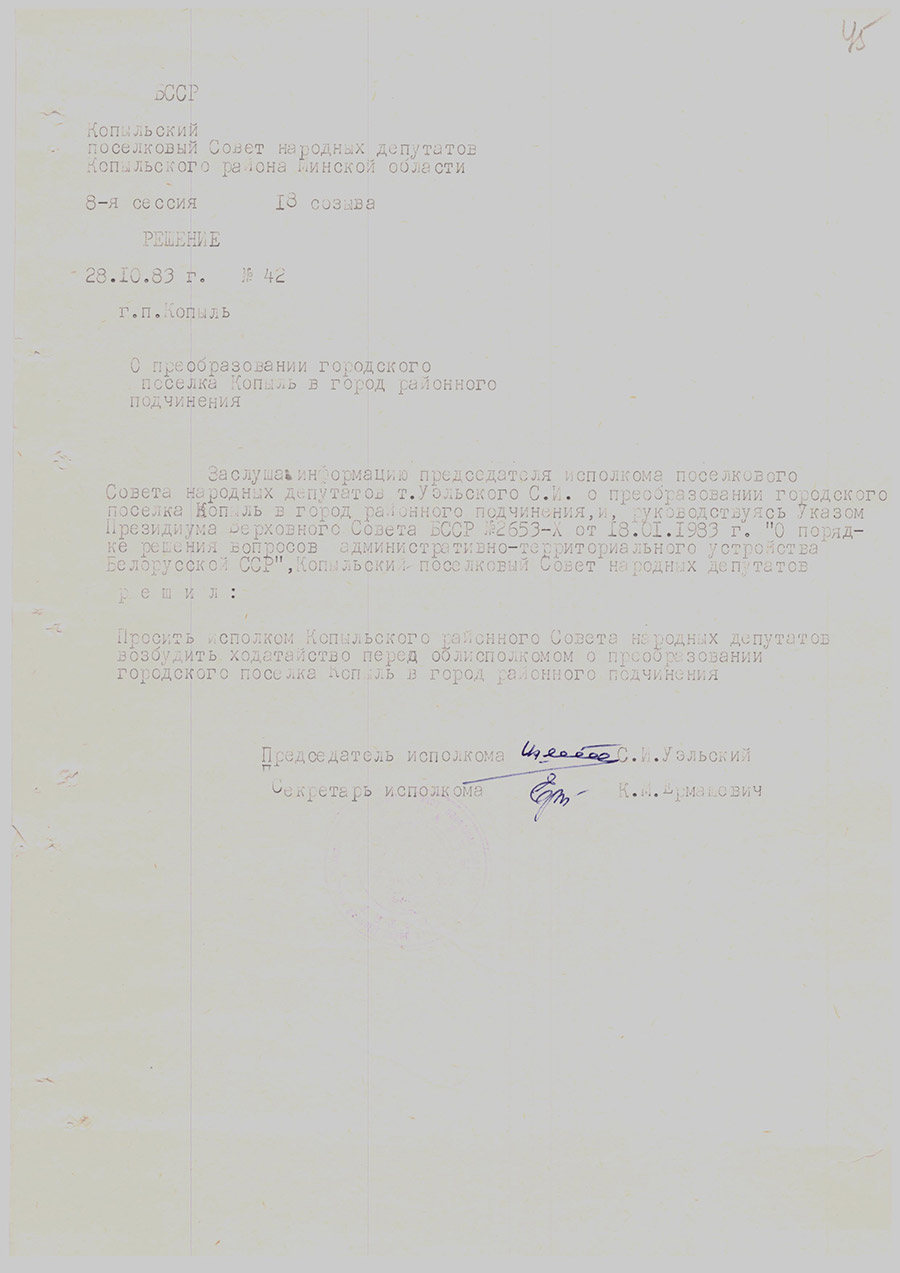 45
БССР
Копыльский
поселковый Совет народных депутатов
Копыльского района Минской области
8-я сессия 18 созыва
РЕШЕНИЕ
28.10.83 г. № 42
г.п.Копыль
О преобразовании городского
поселка Копыль в город районного
подчинения
Заслушав информацию председателя исполкома поселкового
Совета народных депутатов т.Уэльского С.И. о преобразовании городского
поселка Копыль в город районного подчинения,и, руководствуясь Указом
Президиума Верховного Совета БССР №2653-Х от 18.01.1983 г. "О поряд-
ке решения вопросов административно-территориального устройства
Белорусской ССР",Копыльский поселковый Совет народных депутатов
р е ш и л :
Просить исполком Копыльского районного Совета народных депутатов
возбудить ходатайство перед облисполкомом о преобразовании
городского поселка Копыль в город районного подчинения
Председатель исполкома С.И.Уэльский
Секретарь исполкома К.М.Ермашевич